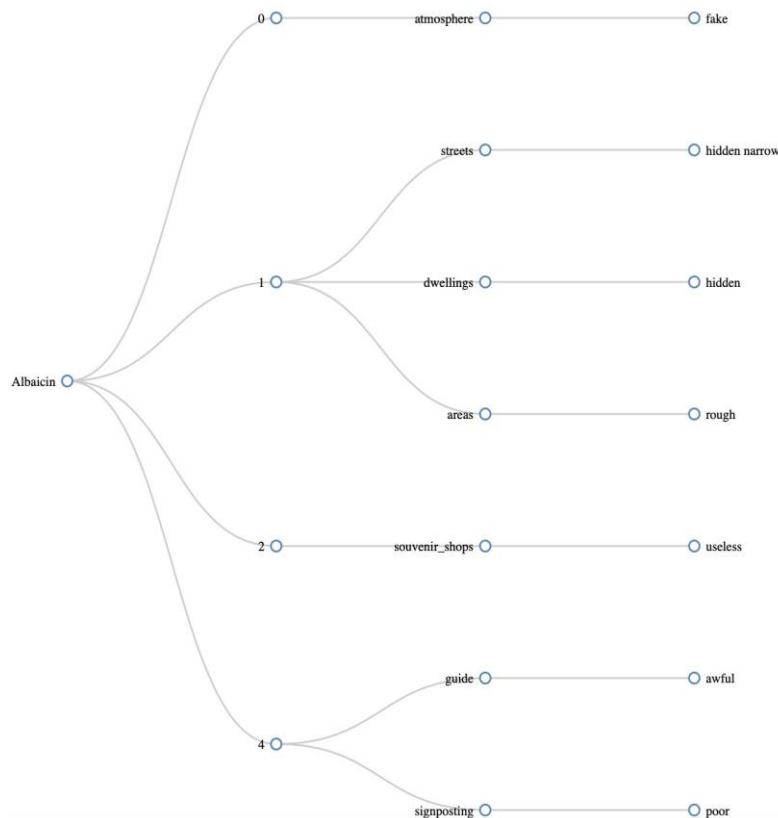 0 atmosphere fake
streets hidden narrow
1 dwellings hidden
Albaicin
areas rough
2 souvenir_shops useless
guide awful
4
signposting poor